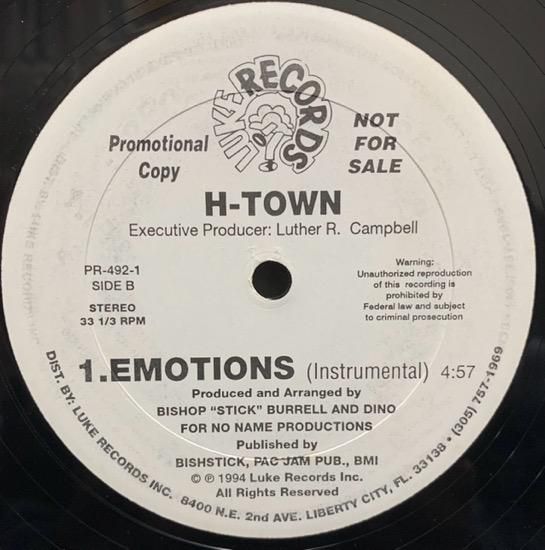 LUKE RECORDS
Promotional
Copy
NOT
FOR
SALE
H-TOWN
Executive Producer: Luther R. Campbell
PR-492-1
SIDE B
STEREO
33 1/3 RPM
Warning:
Unauthorized reproduction
of this recording is
prohibited by
Federal law and subject
to criminal prosecution
1.EMOTIONS (Instrumental) 4:57
Produced and Arranged by
BISHOP "STICK" BURRELL AND DINO
FOR NO NAME PRODUCTIONS
Published by
BISHSTICK, PAC JAM PUB., BMI
© ℗ 1994 Luke Records Inc.
All Rights Reserved
DIST. BY: LUKE RECORDS INC. 8400 N.E. 2nd AVE. LIBERTY CITY, FL. 33138 • (305) 757-1969